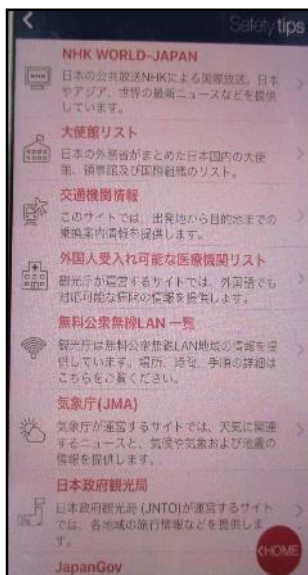 Safety tips
NHK WORLD-JAPAN
日本の公共放送NHKによる国際放送。日本
やアジア、世界の最新ニュースなどを提供
しています。
大使館リスト
日本の外務省がまとめた日本国内の大使
館、領事館及び国際組織のリスト。
交通機関情報
このサイトでは、出発地から目的地までの
乗換案内情報を提供します。
外国人受入れ可能な医療機関リスト
観光庁が運営するサイトでは、外国語でも
対応可能な病院の情報を提供します。
無料公衆無線LAN 一覧
観光庁は無料公衆無線LAN地域の情報を提
供しています。場所、手順の詳細は
こちらをご覧ください。
気象庁(JMA)
気象庁が運営するサイトでは、天気に関連
するニュースと、気候や気象および地震の
情報を提供します。
日本政府観光局
日本政府観光局 (JNTO)が運営するサイト
では、各地域の旅行情報などを提供しま
す。
<HOME
JapanGov